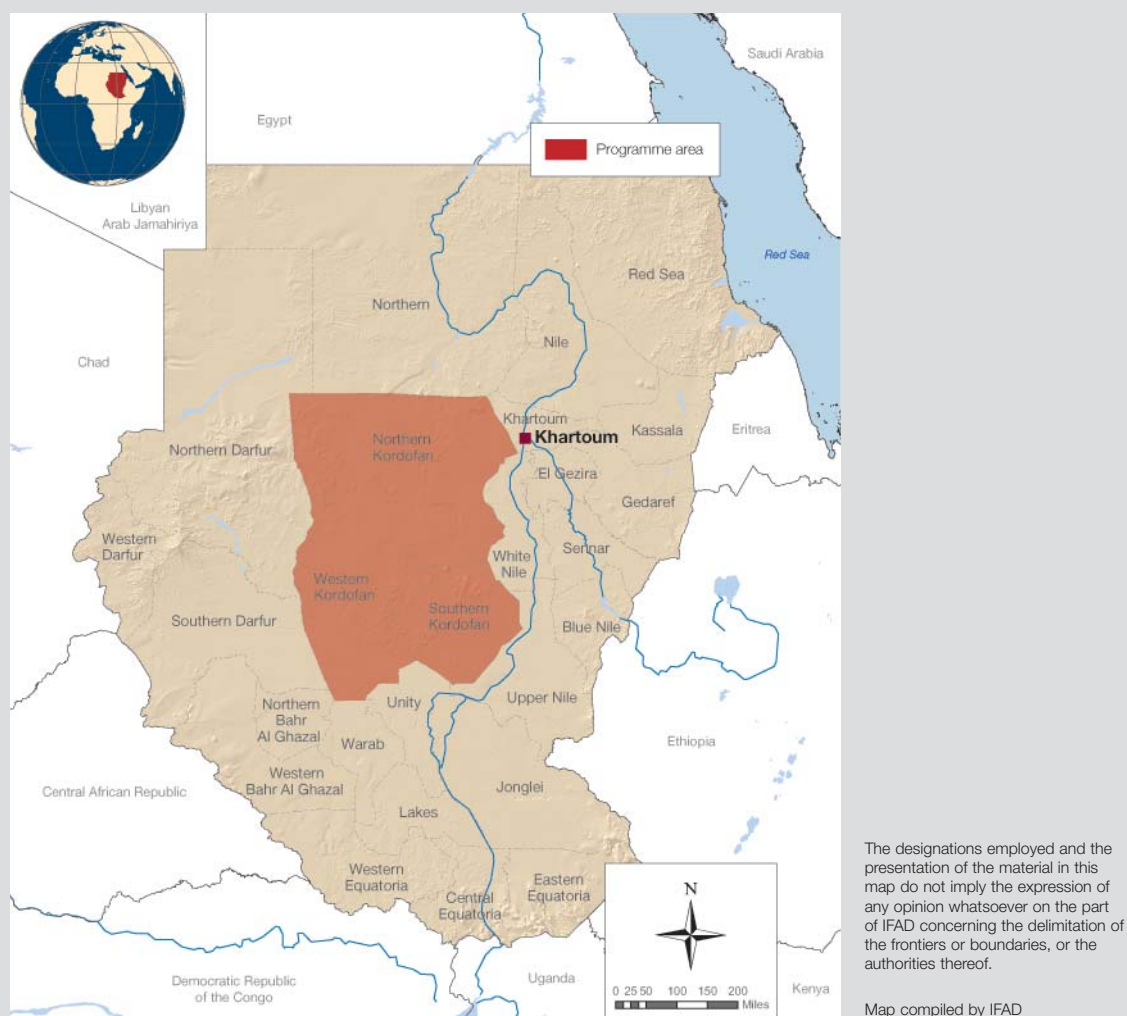 Saudi Arabia
Egypt
Programme area
Libyan
Arab Jamahiriya
Red Sea
Red Sea
Northern
Nile
Chad
Khartoum
Khartoum
Northern
Kordofan
Kassala
Eritrea
Northern Darfur
El Gezira
Gedaref
Western
Darfur
Sennar
White
Nile
Western
Kordofan
Southern
Kordofan
Southern Darfur
Blue Nile
Unity
Upper Nile
Northern
Bahr
Al Ghazal
Warab
Ethiopia
Western
Bahr Al Ghazal
Jonglei
Central African Republic
Lakes
Western
Equatoria
Central
Equatoria
Eastern
Equatoria
N
0 25 50 100 150 200
Miles
Democratic Republic
of the Congo
Uganda
Kenya
The designations employed and the
presentation of the material in this
map do not imply the expression of
any opinion whatsoever on the part
of IFAD concerning the delimitation of
the frontiers or boundaries, or the
authorities thereof.
Map compiled by IFAD